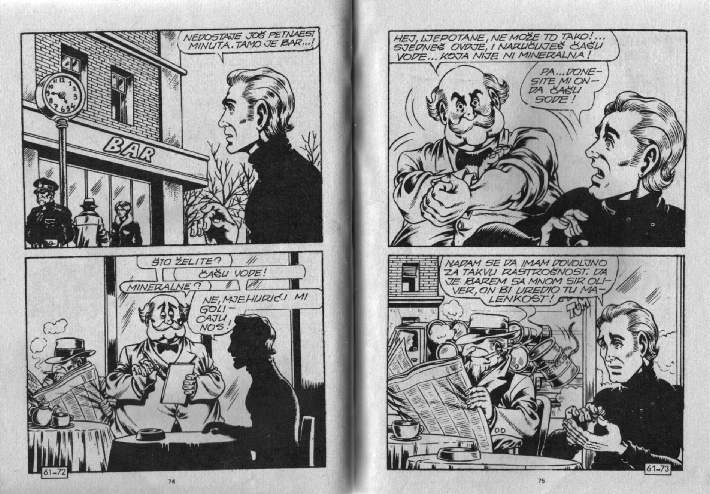 NEDOSTAJE JOŠ PETNAEST
MINUTA. TAMO JE BAR...!
BAR
ŠTO ŽELITE?
ČAŠU VODE!
MINERALNE?
NE, MJEHURIĆI MI
GOLI-
CAJU
NOS!
61-72
74
HEJ, LJEPOTANE, NE MOŽE TO TAKO!...
SJEDNEŠ OVDJE, I NARUČUJEŠ ČAŠU
VODE... KOJA NIJE NI MINERALNA!
PA... DONE-
SITE MI ON-
DA ČAŠU
SODE!
NADAM SE DA IMAM DOVOLJNO
ZA TAKVU RASTROŠNOST. DA
JE BAREM SA MNOM SIR OLI-
VER, ON BI UREDIO TU MA-
LENKOST!
61-73
75